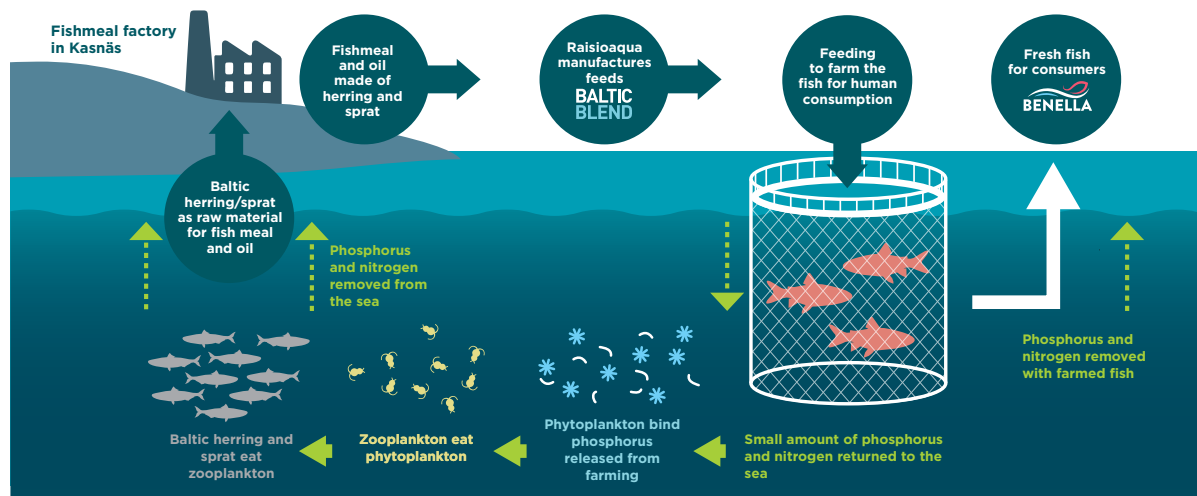 Fishmeal factory
in Kasnäs
Fishmeal
and oil
made of
herring and
sprat
Raisioaqua
manufactures
feeds
BALTIC
BLEND
Feeding
to farm the
fish for human
consumption
Fresh fish
for consumers
BENELLA
Baltic
herring/sprat
as raw material
for fish meal
and oil
Phosphorus
and nitrogen
removed from
the sea
Phosphorus and
nitrogen removed
with farmed fish
Baltic herring and
sprat eat
zooplankton
Zooplankton eat
phytoplankton
Phytoplankton bind
phosphorus
released from
farming
Small amount of phosphorus
and nitrogen returned to the
sea